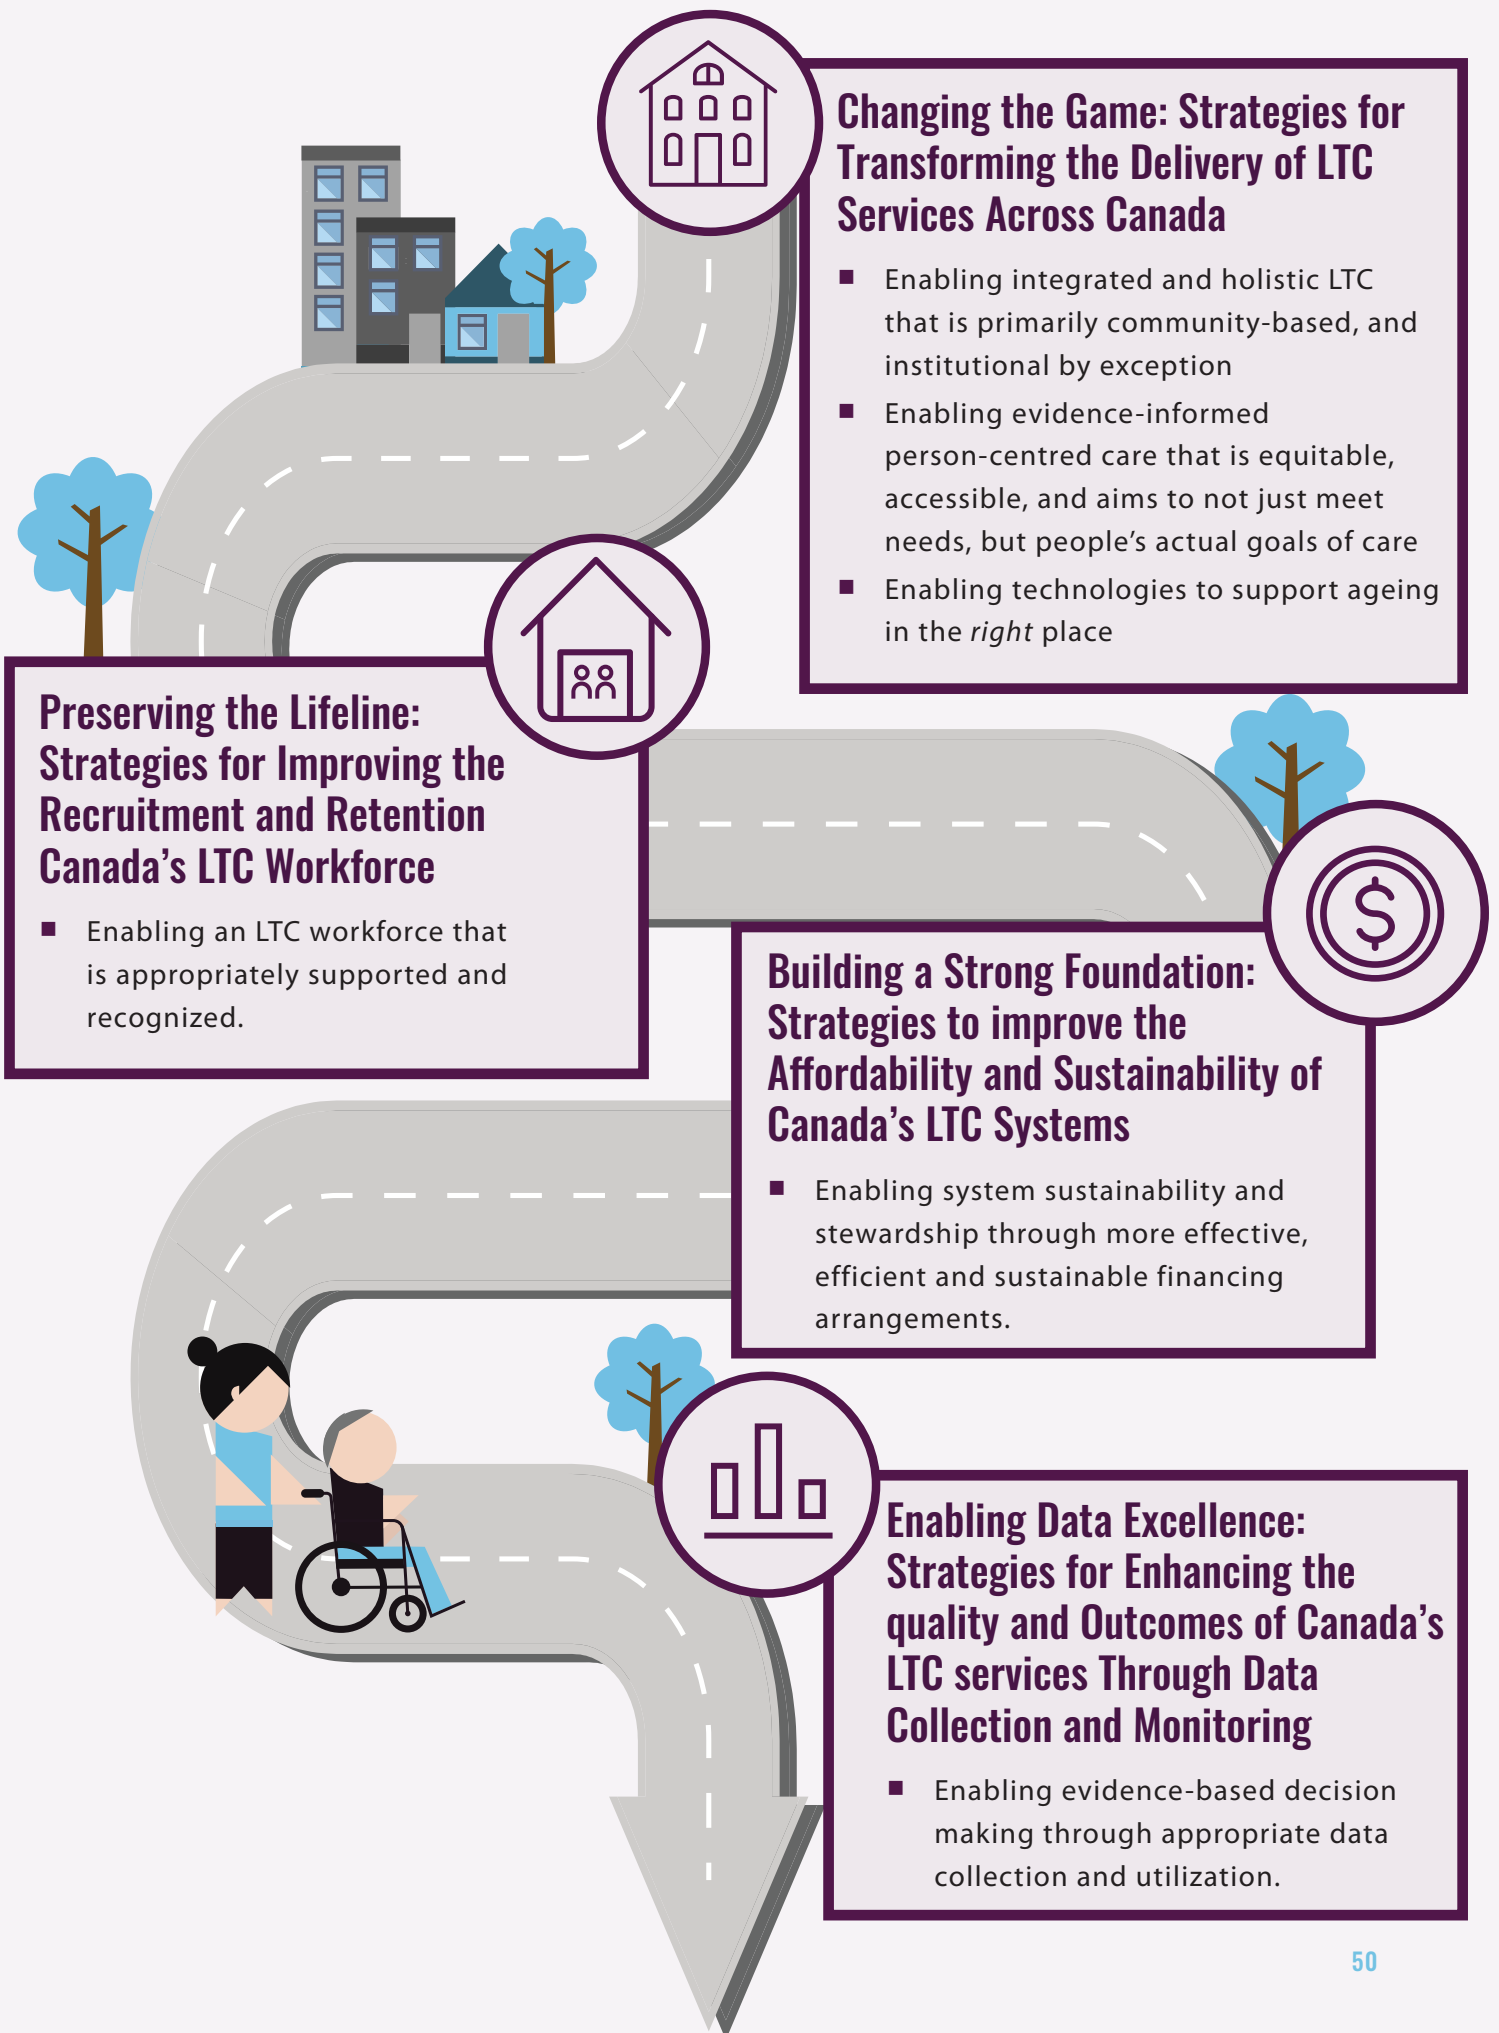 Changing the Game: Strategies for
Transforming the Delivery of LTC
Services Across Canada
■ Enabling integrated and holistic LTC
that is primarily community-based, and
institutional by exception
■ Enabling evidence-informed
person-centred care that is equitable,
accessible, and aims to not just meet
needs, but people’s actual goals of care
■ Enabling technologies to support ageing
in the right place
Preserving the Lifeline:
Strategies for Improving the
Recruitment and Retention
Canada’s LTC Workforce
■ Enabling an LTC workforce that
is appropriately supported and
recognized.
$
Building a Strong Foundation:
Strategies to improve the
Affordability and Sustainability of
Canada’s LTC Systems
■ Enabling system sustainability and
stewardship through more effective,
efficient and sustainable financing
arrangements.
Enabling Data Excellence:
Strategies for Enhancing the
quality and Outcomes of Canada’s
LTC services Through Data
Collection and Monitoring
■ Enabling evidence-based decision
making through appropriate data
collection and utilization.
50